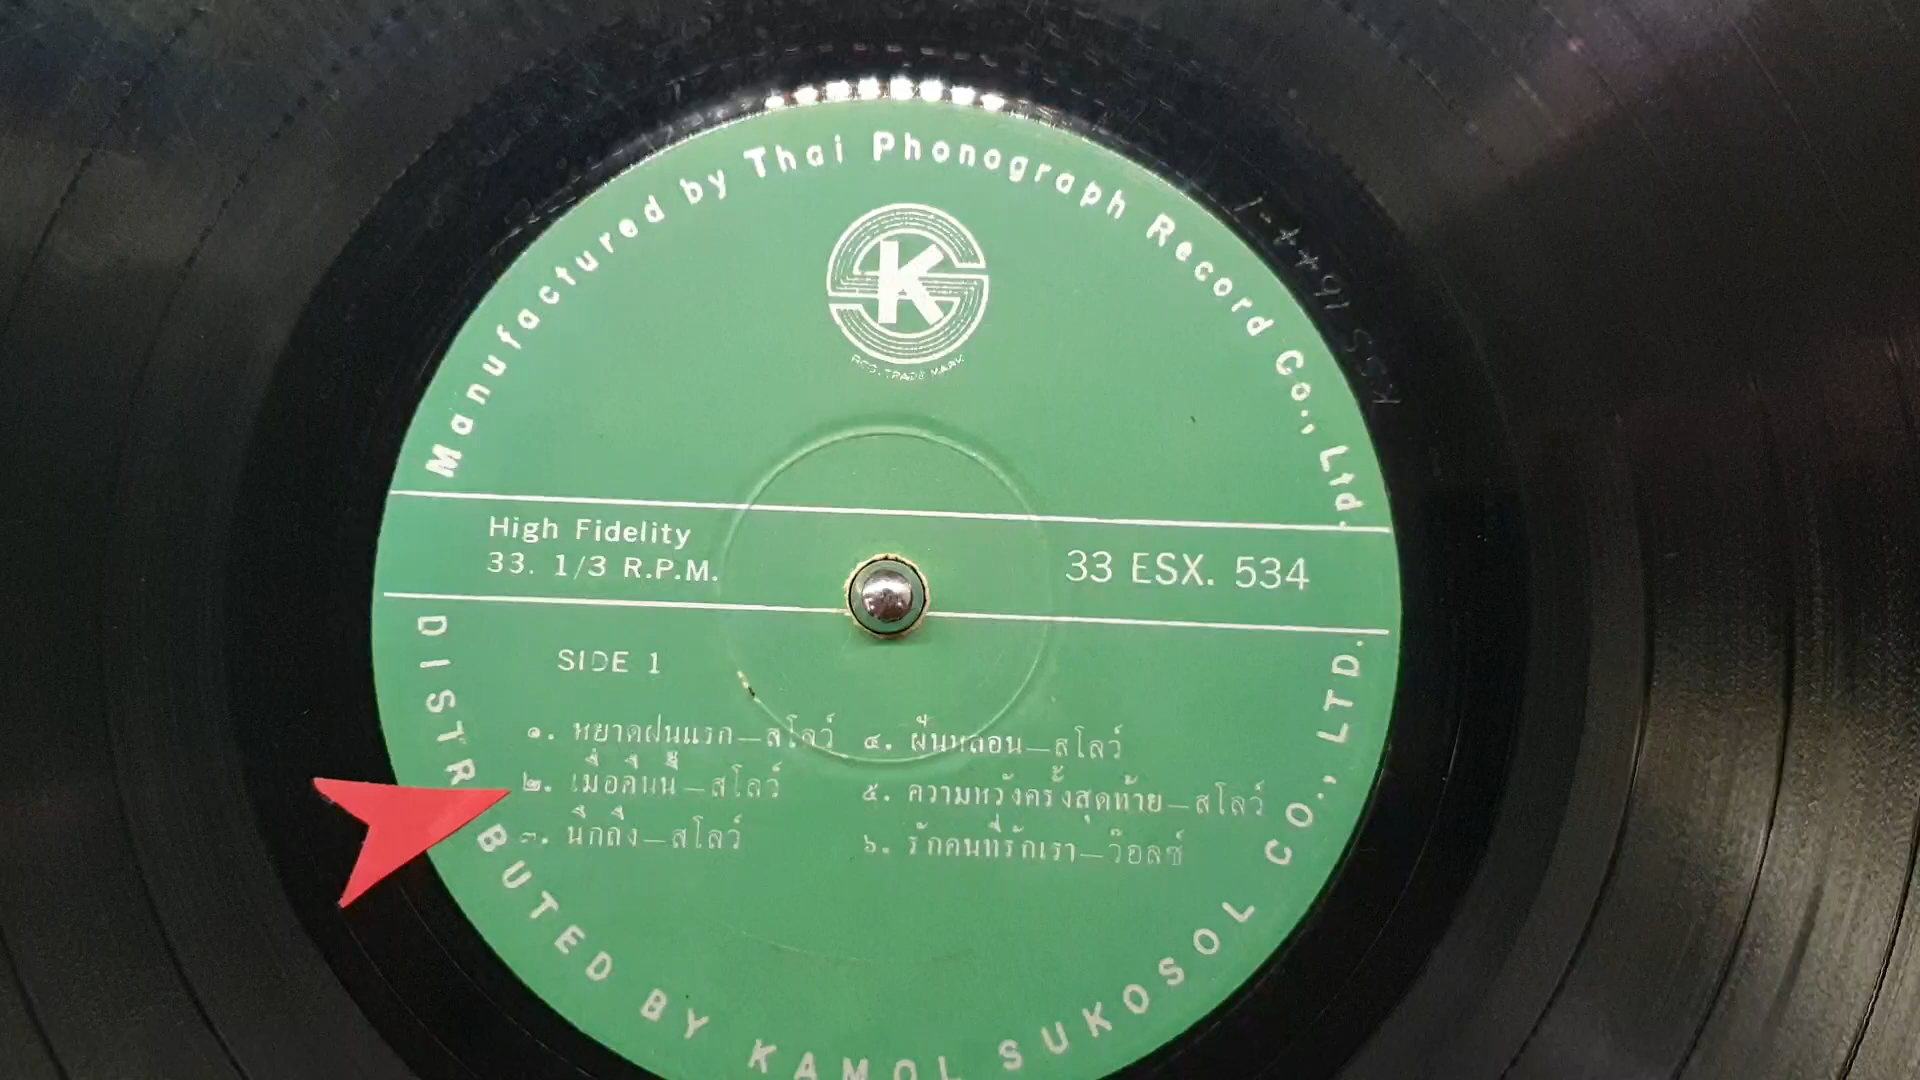 Manufactured by Thai Phonograph Record Co., Ltd.
K
REG. TRADE MARK
High Fidelity
33. 1/3 R.P.M.
33 ESX. 534
SIDE 1
๑. หยาดฝนแรก—สโลว์
๒. เมื่อคืนนี้—สโลว์
๓. นึกถึง—สโลว์
๔. ฝันหลอน—สโลว์
๕. ความหวังครั้งสุดท้าย—สโลว์
๖. รักคนที่รักเรา—ว๊อลซ์
DISTRIBUTED BY KAMOL SUKOSOL CO., LTD.